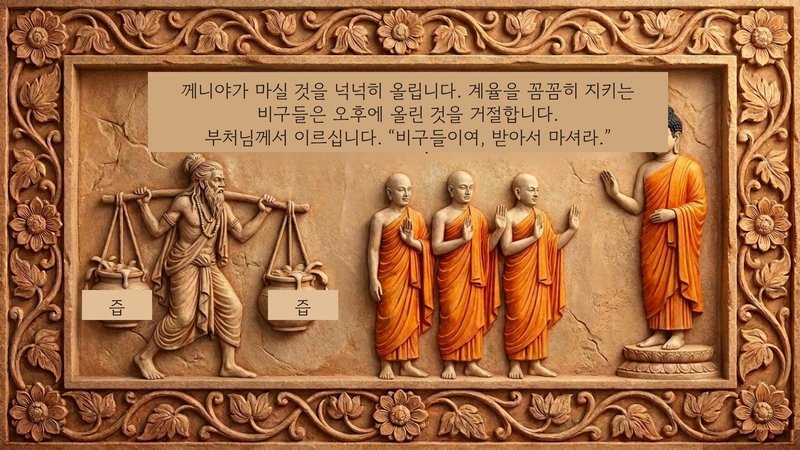 께니야가 마실 것을 넉넉히 올립니다. 계율을 꼼꼼히 지키는
비구들은 오후에 올린 것을 거절합니다.
부처님께서 이르십니다. “비구들이여, 받아서 마셔라.”
즙
즙